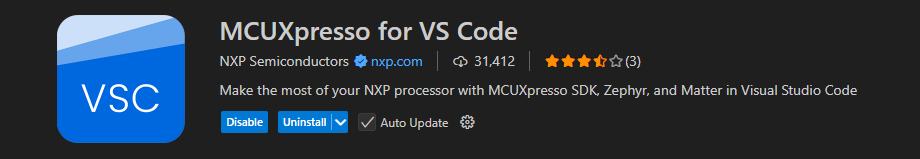 VSC
MCUXpresso for VS Code
NXP Semiconductors nxp.com 31,412 (3)
Make the most of your NXP processor with MCUXpresso SDK, Zephyr, and Matter in Visual Studio Code
Disable Uninstall Auto Update